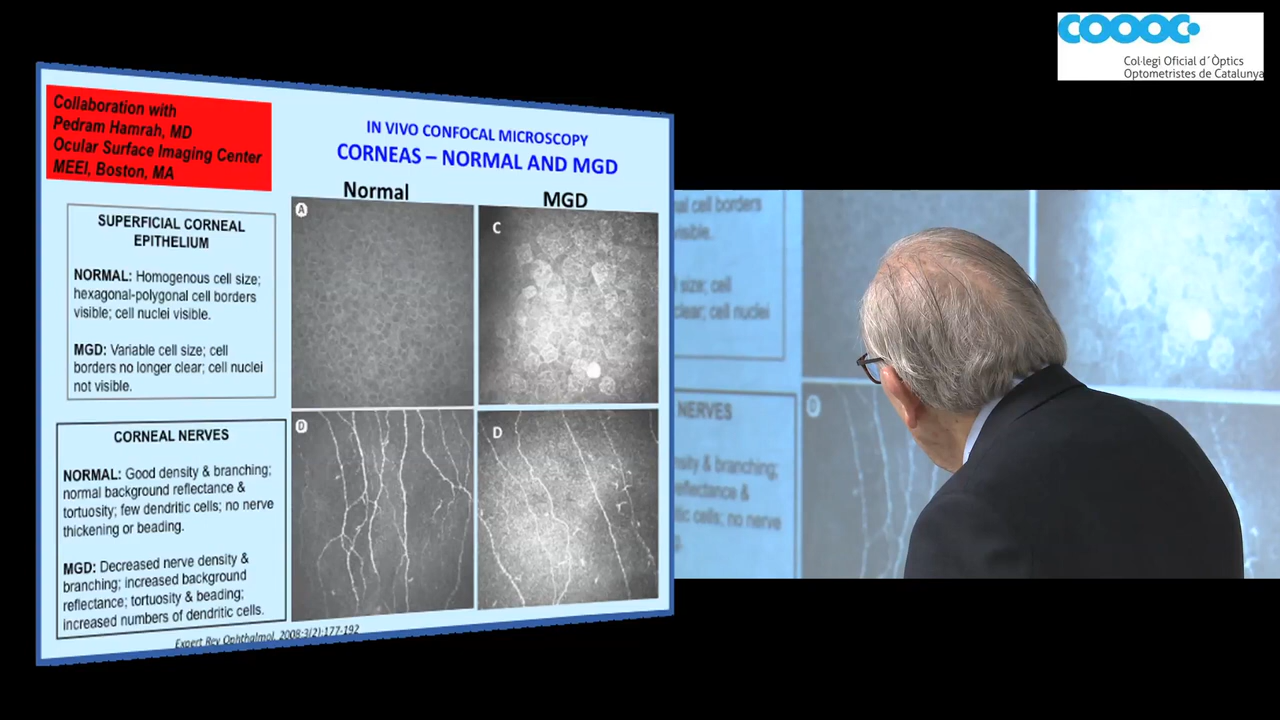 COOOC
Col·legi Oficial d´Òptics
Optometristes de Catalunya
Collaboration with
Pedram Hamrah, MD
Ocular Surface Imaging Center
MEEI, Boston, MA
IN VIVO CONFOCAL MICROSCOPY
CORNEAS – NORMAL AND MGD
Normal
MGD
SUPERFICIAL CORNEAL
EPITHELIUM
NORMAL: Homogenous cell size;
hexagonal-polygonal cell borders
visible; cell nuclei visible.
MGD: Variable cell size; cell
borders no longer clear; cell nuclei
not visible.
A
C
CORNEAL NERVES
NORMAL: Good density & branching;
normal background reflectance &
tortuosity; few dendritic cells; no nerve
thickening or beading.
MGD: Decreased nerve density &
branching; increased background
reflectance; tortuosity & beading;
increased numbers of dendritic cells.
D
D
Expert Rev Ophthalmol, 2008:3(2):177-192
cell borders
size; cell
clear; cell nuclei
NERVES
& branching;
&
cells; no nerve
D